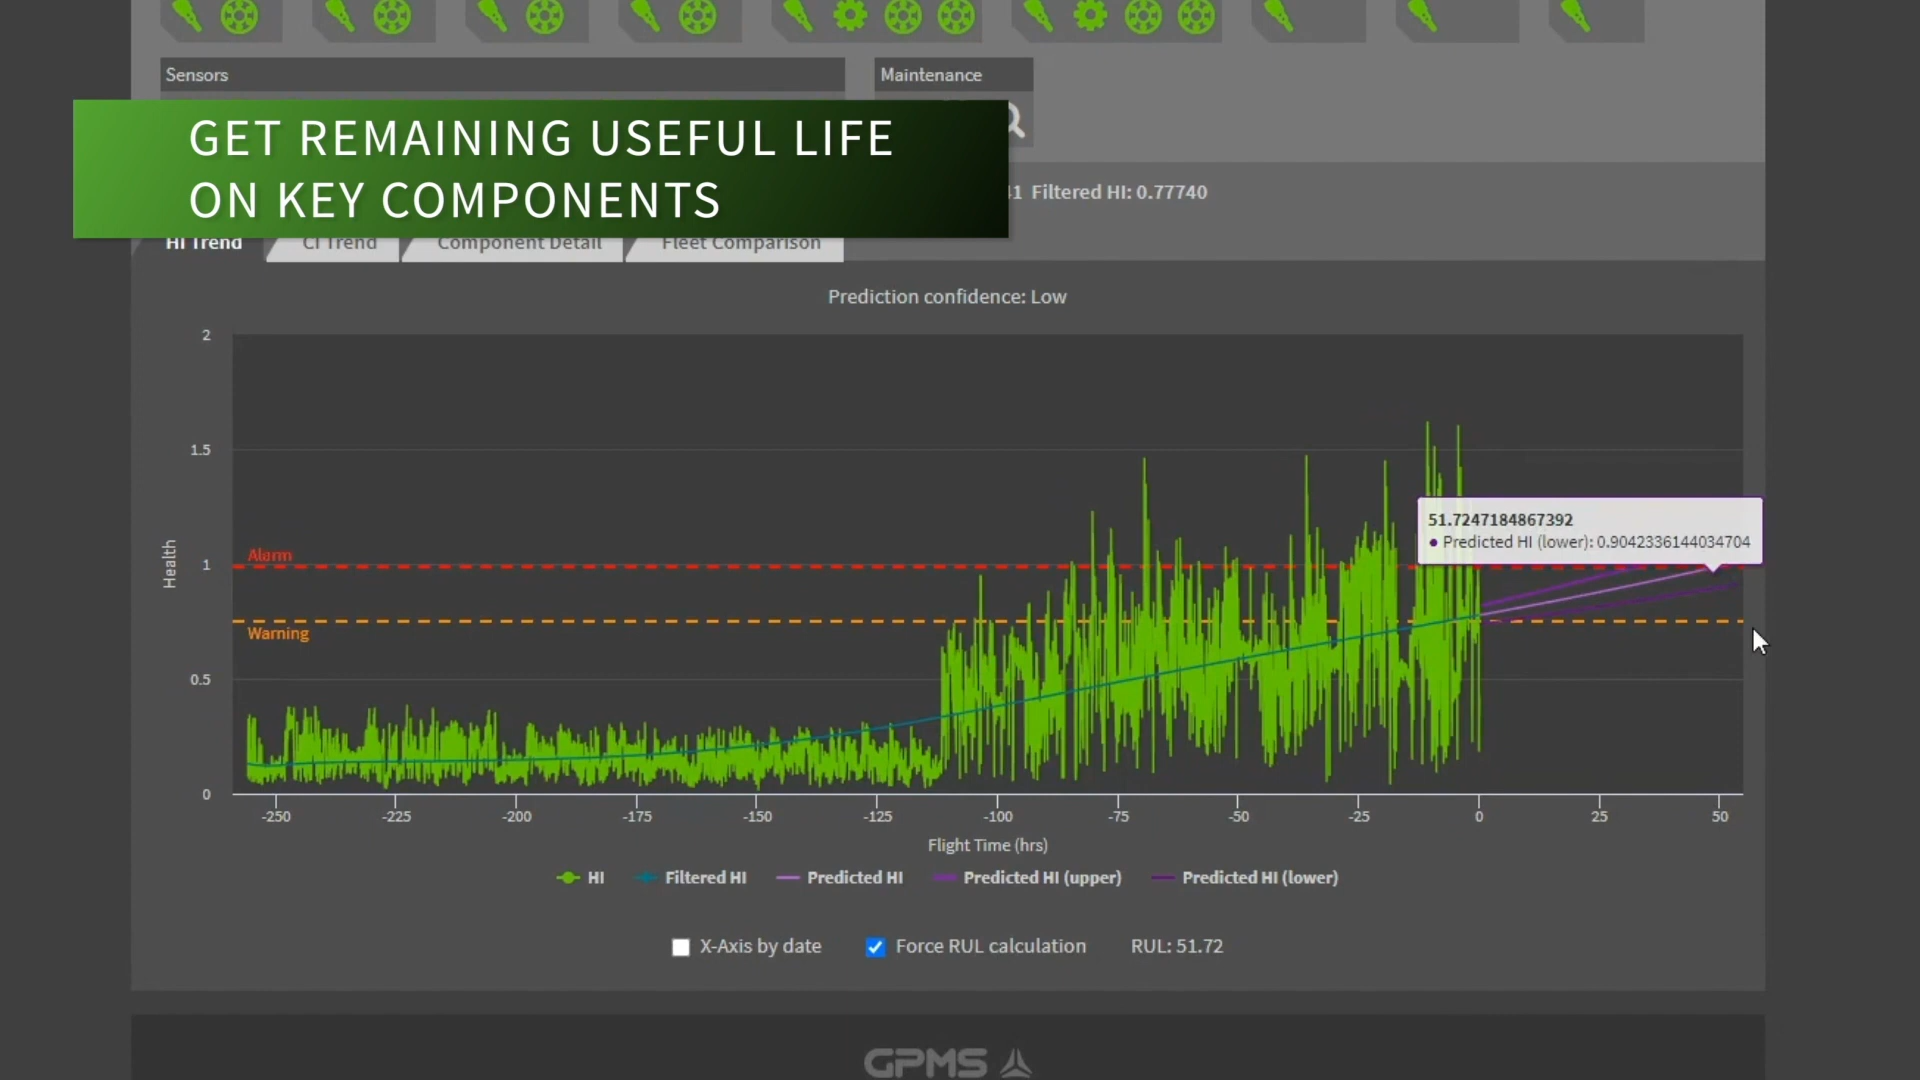 Sensors
Maintenance
GET REMAINING USEFUL LIFE
ON KEY COMPONENTS
41 Filtered HI: 0.77740
HI Trend
CI Trend
Component Detail
Fleet Comparison
Prediction confidence: Low
2
1.5
1
0.5
0
Health
Alarm
Warning
51.7247184867392
Predicted HI (lower): 0.9042336144034704
-250
-225
-200
-175
-150
-125
-100
-75
-50
-25
0
25
50
Flight Time (hrs)
HI
Filtered HI
Predicted HI
Predicted HI (upper)
Predicted HI (lower)
X-Axis by date
Force RUL calculation
RUL: 51.72
GPMS